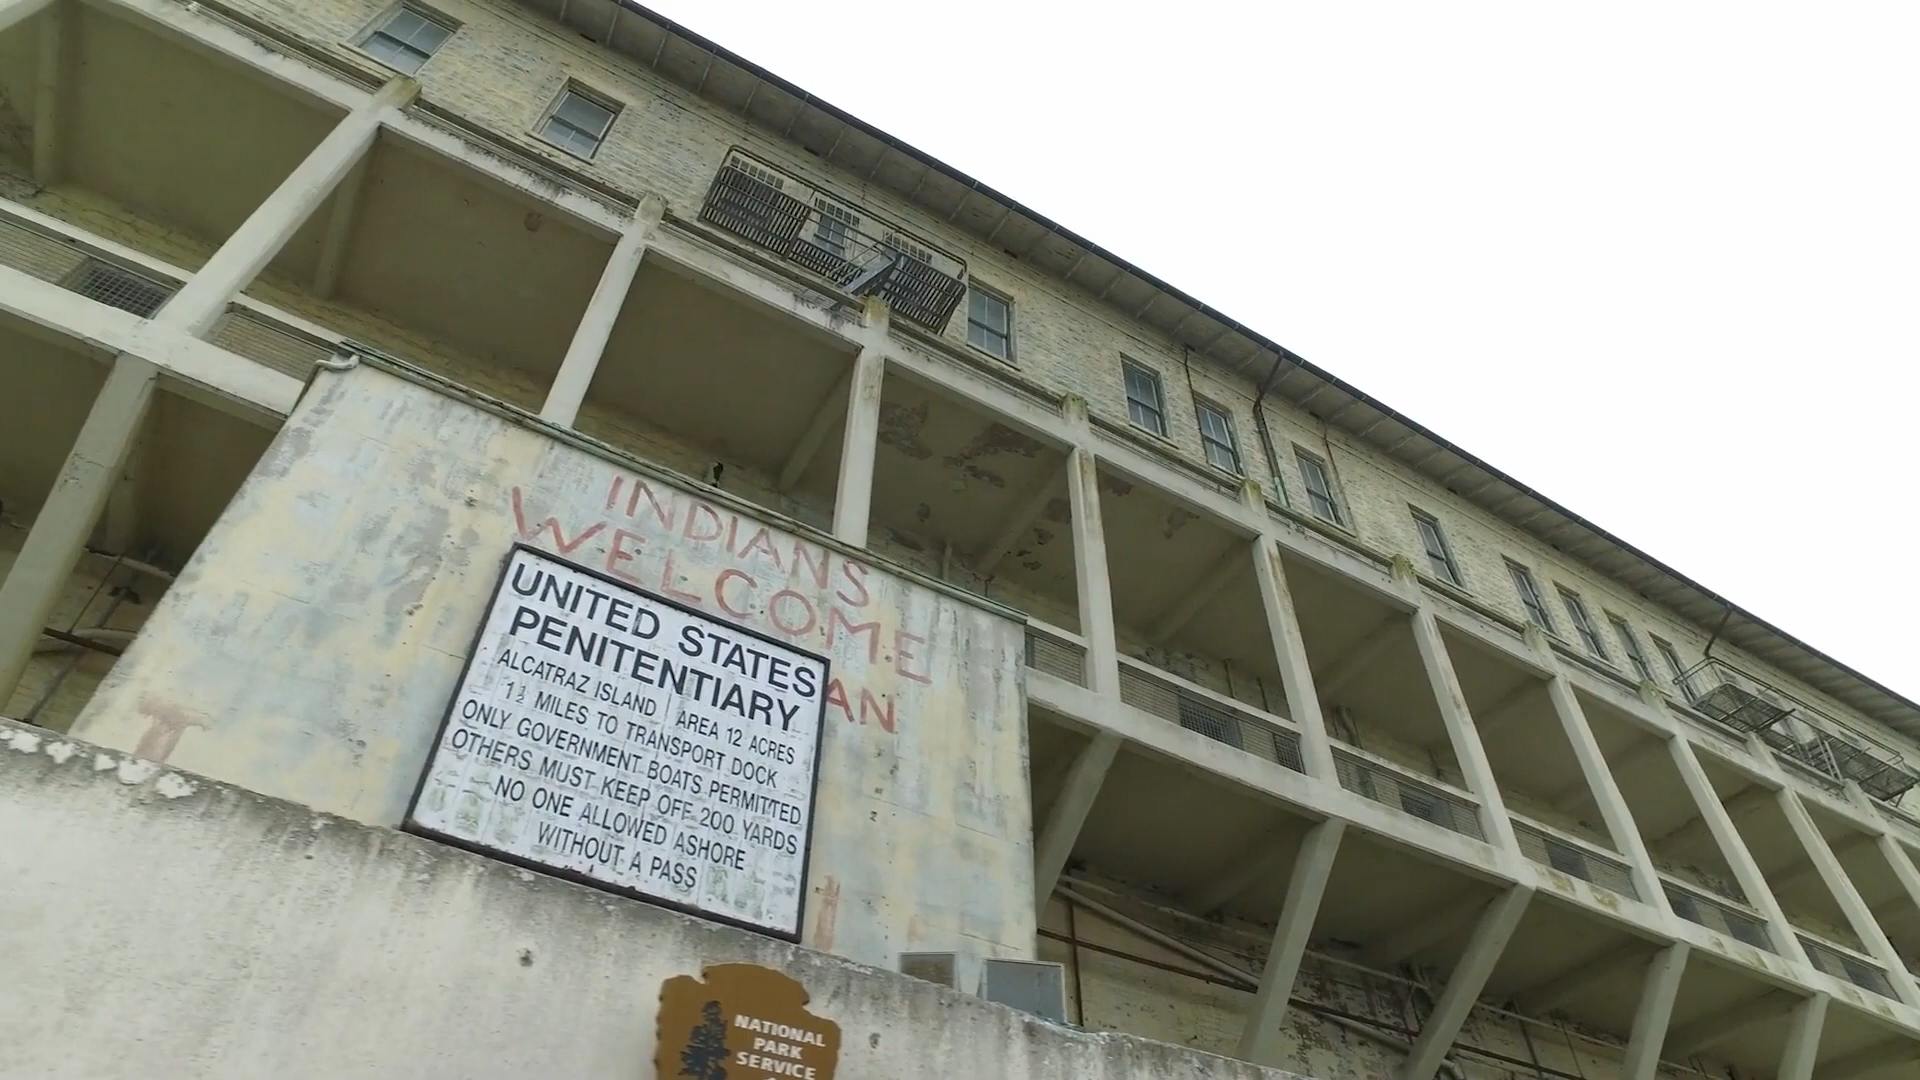 INDIANS
WELCOME
AN
UNITED STATES
PENITENTIARY
ALCATRAZ ISLAND AREA 12 ACRES
1½ MILES TO TRANSPORT DOCK
ONLY GOVERNMENT BOATS PERMITTED
OTHERS MUST KEEP OFF 200 YARDS
NO ONE ALLOWED ASHORE
WITHOUT A PASS
NATIONAL
PARK
SERVICE